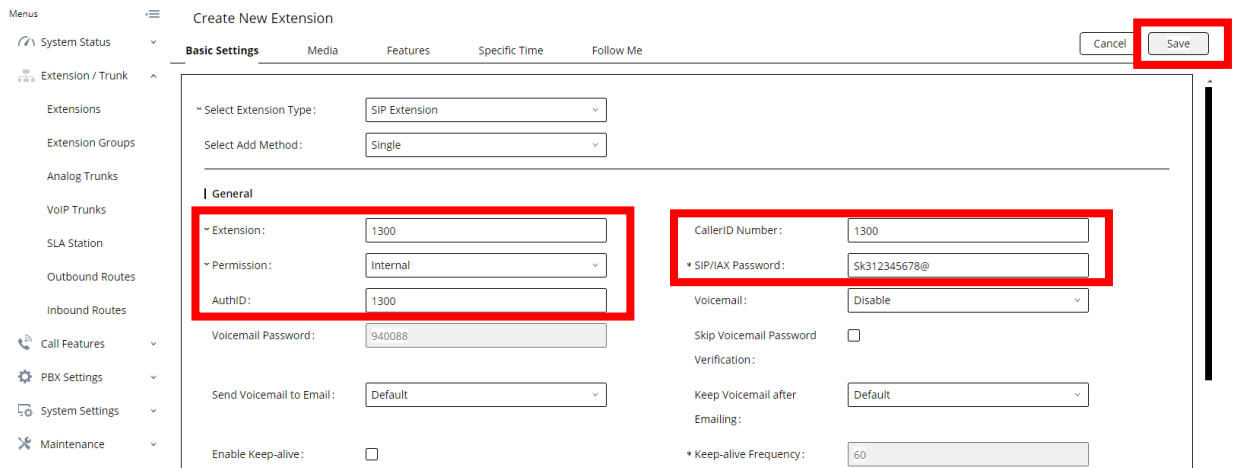 Menus
System Status
Extension / Trunk
Extensions
Extension Groups
Analog Trunks
VoIP Trunks
SLA Station
Outbound Routes
Inbound Routes
Call Features
PBX Settings
System Settings
Maintenance
Create New Extension
Basic Settings Media Features Specific Time Follow Me
Cancel Save
* Select Extension Type : SIP Extension
Select Add Method : Single
General
* Extension : 1300 CallerID Number : 1300
* Permission : Internal * SIP/IAX Password : Sk312345678@
AuthID : 1300 Voicemail : Disable
Voicemail Password : 940088 Skip Voicemail Password
Verification :
Send Voicemail to Email : Default Keep Voicemail after Default
Emailing :
Enable Keep-alive : * Keep-alive Frequency : 60